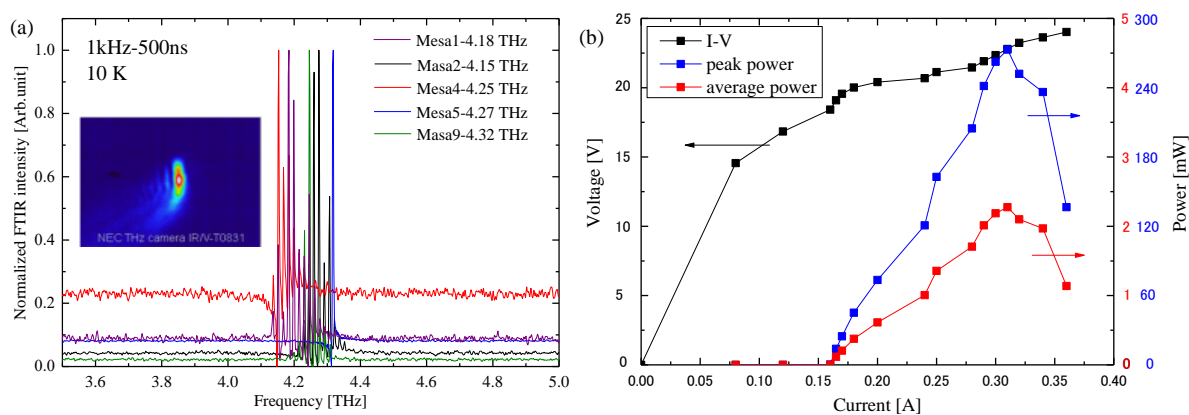 (a)
1kHz-500ns
10 K
Mesa1-4.18 THz
Masa2-4.15 THz
Mesa4-4.25 THz
Mesa5-4.27 THz
Masa9-4.32 THz
NEC THz camera IR/V-T0831
Normalized FTIR intensity [Arb.unit]
1.0
0.8
0.6
0.4
0.2
0.0
3.6 3.8 4.0 4.2 4.4 4.6 4.8 5.0
Frequency [THz]
(b)
I-V
peak power
average power
Voltage [V]
25
20
15
10
5
0
0.00 0.05 0.10 0.15 0.20 0.25 0.30 0.35 0.40
Current [A]
5 300
4 240
3 180
2 120
1 60
0 0
Power [mW]